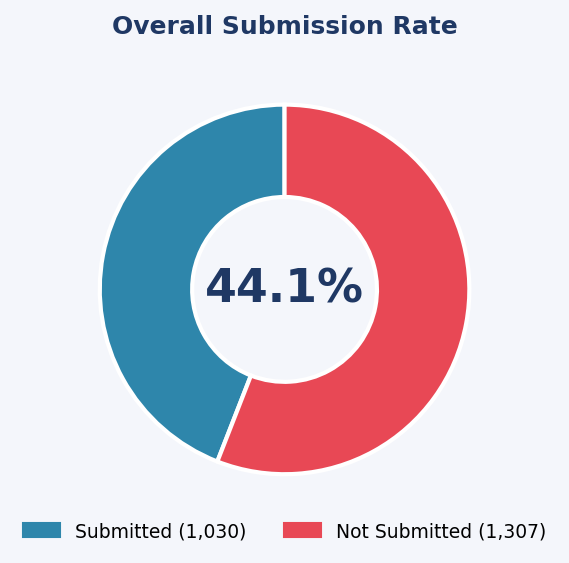 Overall Submission Rate
44.1%
Submitted (1,030)
Not Submitted (1,307)